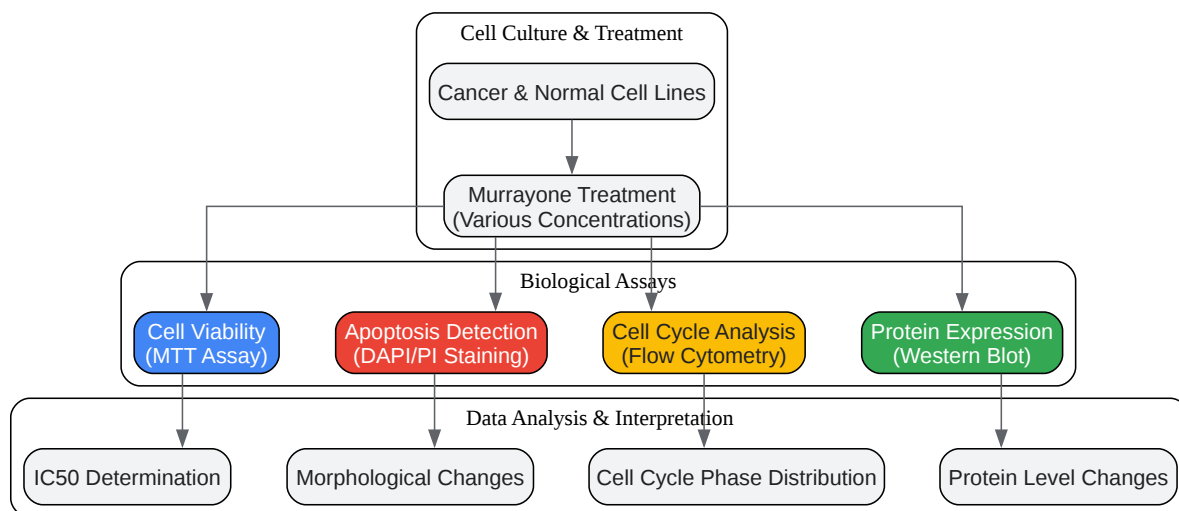 Cell Culture & Treatment
Cancer & Normal Cell Lines
Murrayone Treatment
(Various Concentrations)
Biological Assays
Cell Viability
(MTT Assay)
Apoptosis Detection
(DAPI/PI Staining)
Cell Cycle Analysis
(Flow Cytometry)
Protein Expression
(Western Blot)
Data Analysis & Interpretation
IC50 Determination
Morphological Changes
Cell Cycle Phase Distribution
Protein Level Changes